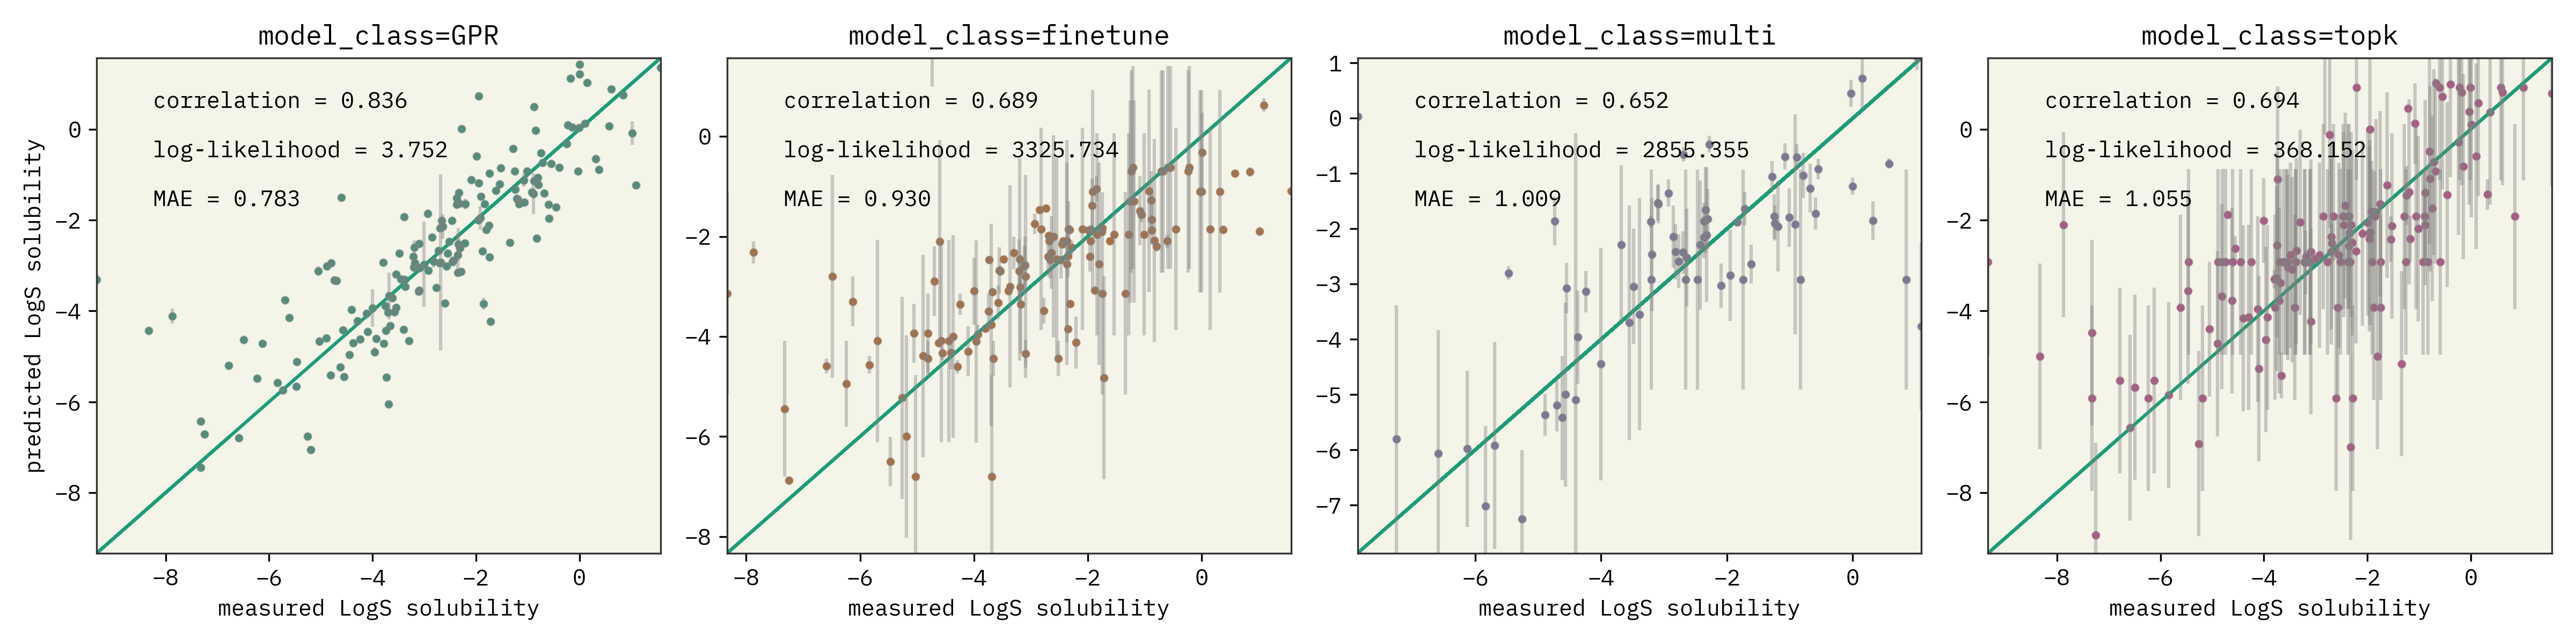 model_class=GPR
correlation = 0.836
log-likelihood = 3.752
MAE = 0.783
predicted LogS solubility
0
−2
−4
−6
−8
−8 −6 −4 −2 0
measured LogS solubility
model_class=finetune
correlation = 0.689
log-likelihood = 3325.734
MAE = 0.930
0
−2
−4
−6
−8
−8 −6 −4 −2 0
measured LogS solubility
model_class=multi
correlation = 0.652
log-likelihood = 2855.355
MAE = 1.009
1
0
−1
−2
−3
−4
−5
−6
−7
−6 −4 −2 0
measured LogS solubility
model_class=topk
correlation = 0.694
log-likelihood = 368.152
MAE = 1.055
0
−2
−4
−6
−8
−8 −6 −4 −2 0
measured LogS solubility